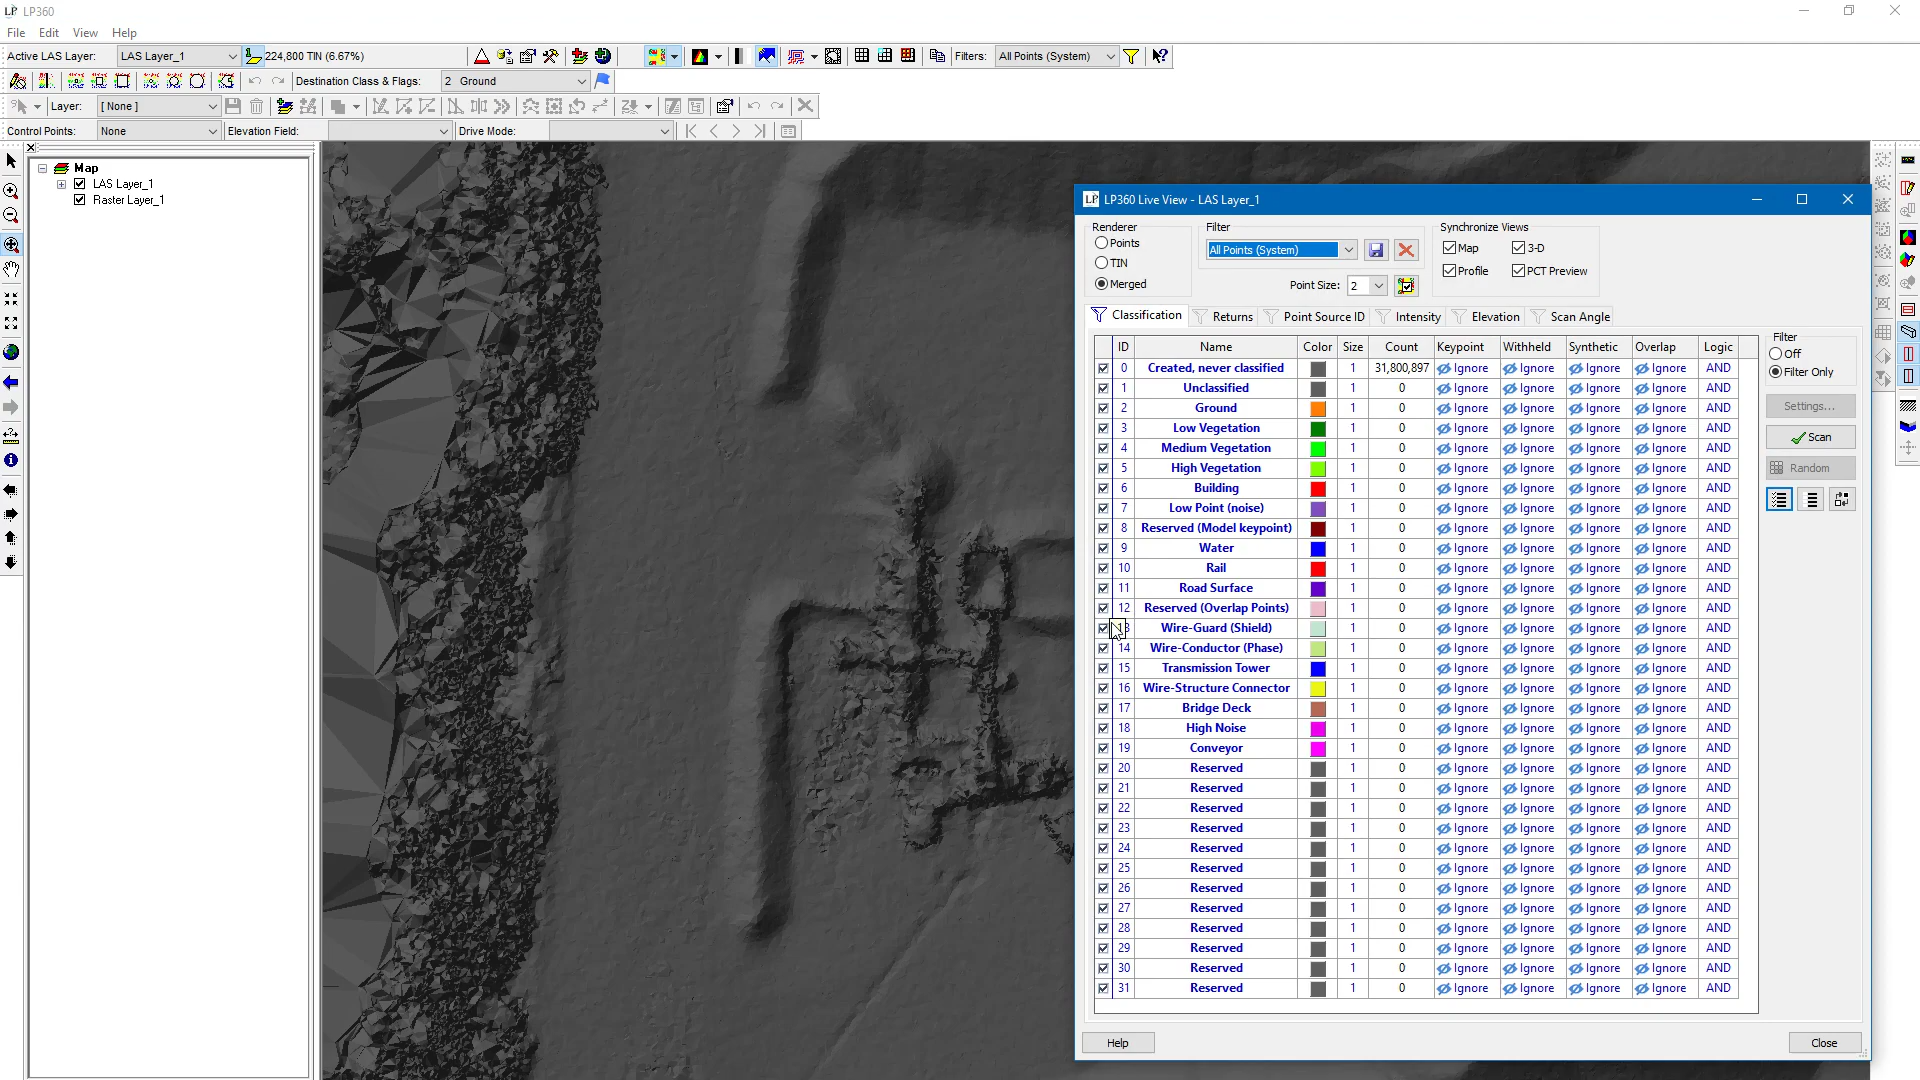 LP360
File Edit View Help
Active LAS Layer: LAS Layer_1 224,800 TIN (6.67%) Filters: All Points (System)
Destination Class & Flags: 2 Ground
Layer: [ None ]
Control Points: None Elevation Field: Drive Mode:
Map
LAS Layer_1
Raster Layer_1
LP360 Live View - LAS Layer_1
Renderer Filter Synchronize Views
Points All Points (System) Map 3-D
TIN Profile PCT Preview
Merged Point Size: 2
Classification Returns Point Source ID Intensity Elevation Scan Angle
ID Name Color Size Count Keypoint Withheld Synthetic Overlap Logic
0 Created, never classified 1 31,800,897 Ignore Ignore Ignore Ignore AND
1 Unclassified 1 0 Ignore Ignore Ignore Ignore AND
2 Ground 1 0 Ignore Ignore Ignore Ignore AND
3 Low Vegetation 1 0 Ignore Ignore Ignore Ignore AND
4 Medium Vegetation 1 0 Ignore Ignore Ignore Ignore AND
5 High Vegetation 1 0 Ignore Ignore Ignore Ignore AND
6 Building 1 0 Ignore Ignore Ignore Ignore AND
7 Low Point (noise) 1 0 Ignore Ignore Ignore Ignore AND
8 Reserved (Model keypoint) 1 0 Ignore Ignore Ignore Ignore AND
9 Water 1 0 Ignore Ignore Ignore Ignore AND
10 Rail 1 0 Ignore Ignore Ignore Ignore AND
11 Road Surface 1 0 Ignore Ignore Ignore Ignore AND
12 Reserved (Overlap Points) 1 0 Ignore Ignore Ignore Ignore AND
3 Wire-Guard (Shield) 1 0 Ignore Ignore Ignore Ignore AND
14 Wire-Conductor (Phase) 1 0 Ignore Ignore Ignore Ignore AND
15 Transmission Tower 1 0 Ignore Ignore Ignore Ignore AND
16 Wire-Structure Connector 1 0 Ignore Ignore Ignore Ignore AND
17 Bridge Deck 1 0 Ignore Ignore Ignore Ignore AND
18 High Noise 1 0 Ignore Ignore Ignore Ignore AND
19 Conveyor 1 0 Ignore Ignore Ignore Ignore AND
20 Reserved 1 0 Ignore Ignore Ignore Ignore AND
21 Reserved 1 0 Ignore Ignore Ignore Ignore AND
22 Reserved 1 0 Ignore Ignore Ignore Ignore AND
23 Reserved 1 0 Ignore Ignore Ignore Ignore AND
24 Reserved 1 0 Ignore Ignore Ignore Ignore AND
25 Reserved 1 0 Ignore Ignore Ignore Ignore AND
26 Reserved 1 0 Ignore Ignore Ignore Ignore AND
27 Reserved 1 0 Ignore Ignore Ignore Ignore AND
28 Reserved 1 0 Ignore Ignore Ignore Ignore AND
29 Reserved 1 0 Ignore Ignore Ignore Ignore AND
30 Reserved 1 0 Ignore Ignore Ignore Ignore AND
31 Reserved 1 0 Ignore Ignore Ignore Ignore AND
Filter
Off
Filter Only
Settings...
Scan
Random
Help Close